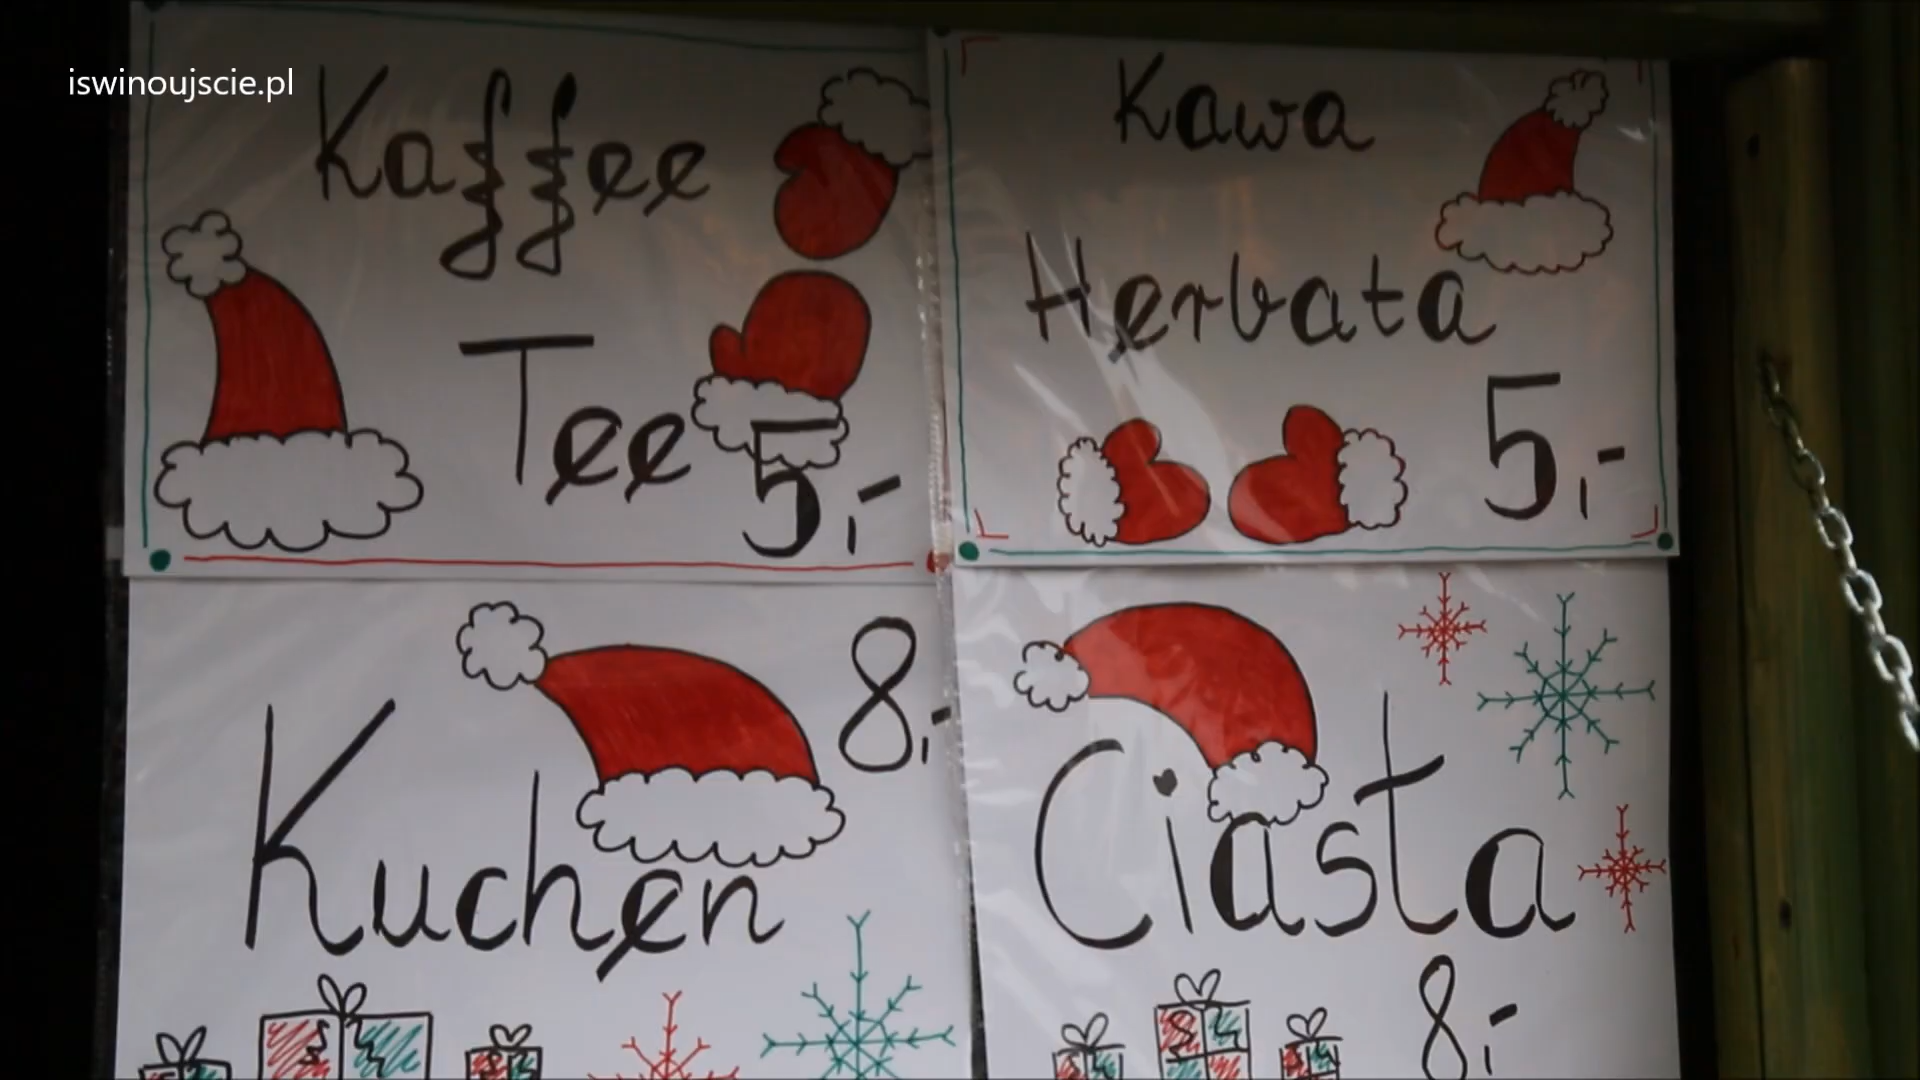 iswinoujscie.pl
Kaffee
Tee 5,-
Kawa
Herbata
5,-
8,-
Kuchen
Ciasta
8,-